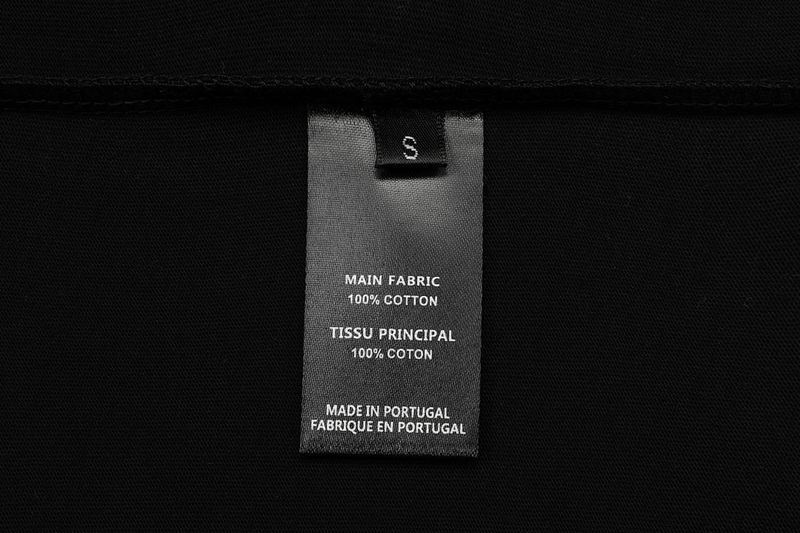 S
MAIN FABRIC
100% COTTON
TISSU PRINCIPAL
100% COTON
MADE IN PORTUGAL
FABRIQUE EN PORTUGAL